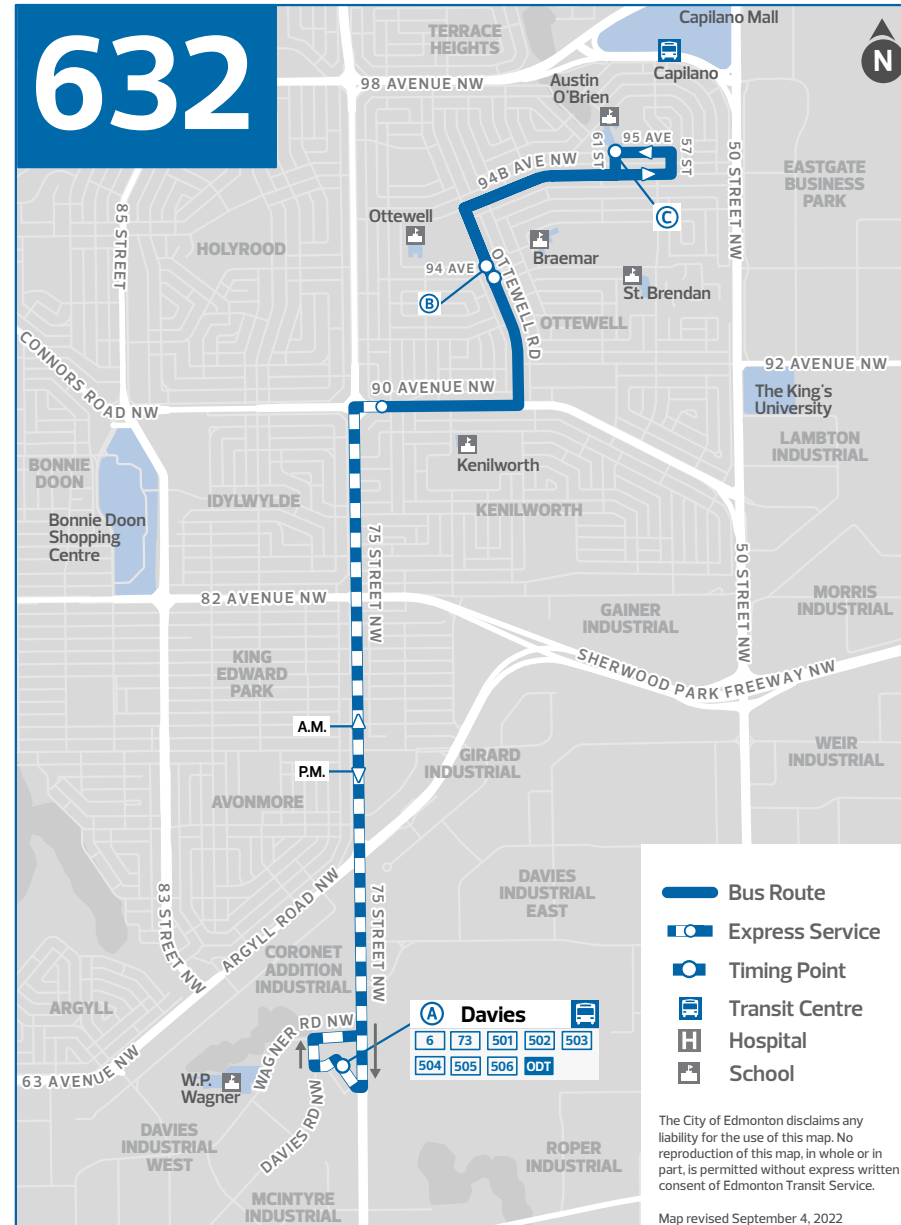 632
TERRACE
HEIGHTS
Capilano Mall
N
98 AVENUE NW
Capilano
Austin
O'Brien
61 ST
95 AVE
57 ST
50 STREET NW
94B AVE NW
EASTGATE
BUSINESS
PARK
85 STREET
Ottewell
C
HOLYROOD
Braemar
94 AVE
OTTEWELL RD
St. Brendan
B
OTTEWELL
CONNORS ROAD NW
92 AVENUE NW
90 AVENUE NW
The King's
University
LAMBTON
INDUSTRIAL
Kenilworth
BONNIE
DOON
IDYLWYLDE
KENILWORTH
Bonnie Doon
Shopping
Centre
75 STREET NW
50 STREET NW
82 AVENUE NW
GAINER
INDUSTRIAL
MORRIS
INDUSTRIAL
KING
EDWARD
PARK
SHERWOOD PARK FREEWAY NW
A.M.
P.M.
GIRARD
INDUSTRIAL
WEIR
INDUSTRIAL
AVONMORE
83 STREET NW
ARGYLL ROAD NW
75 STREET NW
DAVIES
INDUSTRIAL
EAST
Bus Route
Express Service
Timing Point
Transit Centre
H Hospital
School
CORONET
ADDITION
INDUSTRIAL
ARGYLL
WAGNER RD NW
A Davies
6 73 501 502 503
504 505 506 ODT
63 AVENUE NW
W.P.
Wagner
DAVIES RD NW
DAVIES
INDUSTRIAL
WEST
ROPER
INDUSTRIAL
MCINTYRE
INDUSTRIAL
The City of Edmonton disclaims any
liability for the use of this map. No
reproduction of this map, in whole or in
part, is permitted without express written
consent of Edmonton Transit Service.
Map revised September 4, 2022